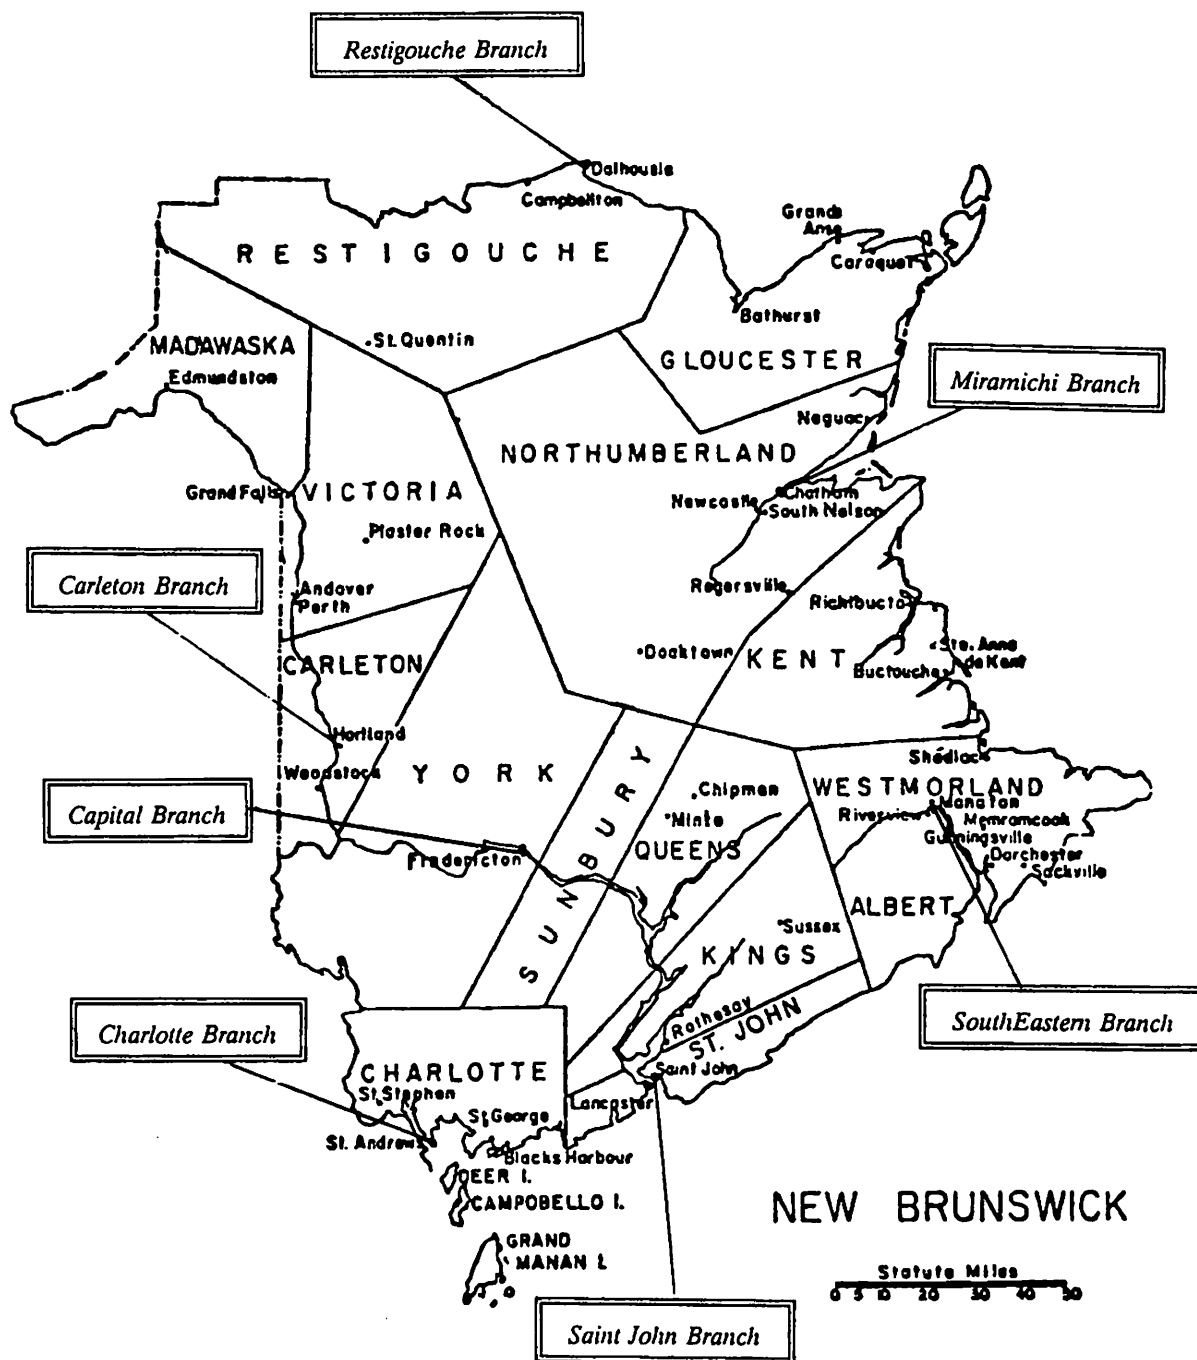 Restigouche Branch
Dalhousie
Campbellton
Grande
Anse
Caraquet
RESTIGOUCHE
Bathurst
St. Quentin
MADAWASKA
Edmundston
GLOUCESTER
Miramichi Branch
Neguac
NORTHUMBERLAND
Grand Falls
VICTORIA
Newcastle
Chatham
South Nelson
Plaster Rock
Carleton Branch
Andover
Perth
Rogersville
Richibucto
CARLETON
Doaktown
KENT
Ste. Anne
de Kent
Buctouche
Hartland
Shediac
Woodstock
YORK
SUNBURY
Chipman
WESTMORLAND
Capital Branch
Minto
Riverview
Moncton
Memramcook
Gunningsville
Fredericton
QUEENS
Dorchester
Sackville
ALBERT
Sussex
KINGS
Charlotte Branch
Rothesay
ST. JOHN
SouthEastern Branch
CHARLOTTE
Saint John
St. Stephen
Lancaster
St. George
St. Andrews
Blacks Harbour
DEER I.
CAMPOBELLO I.
NEW BRUNSWICK
GRAND
MANAN I.
Statute Miles
0 5 10 20 30 40 50
Saint John Branch